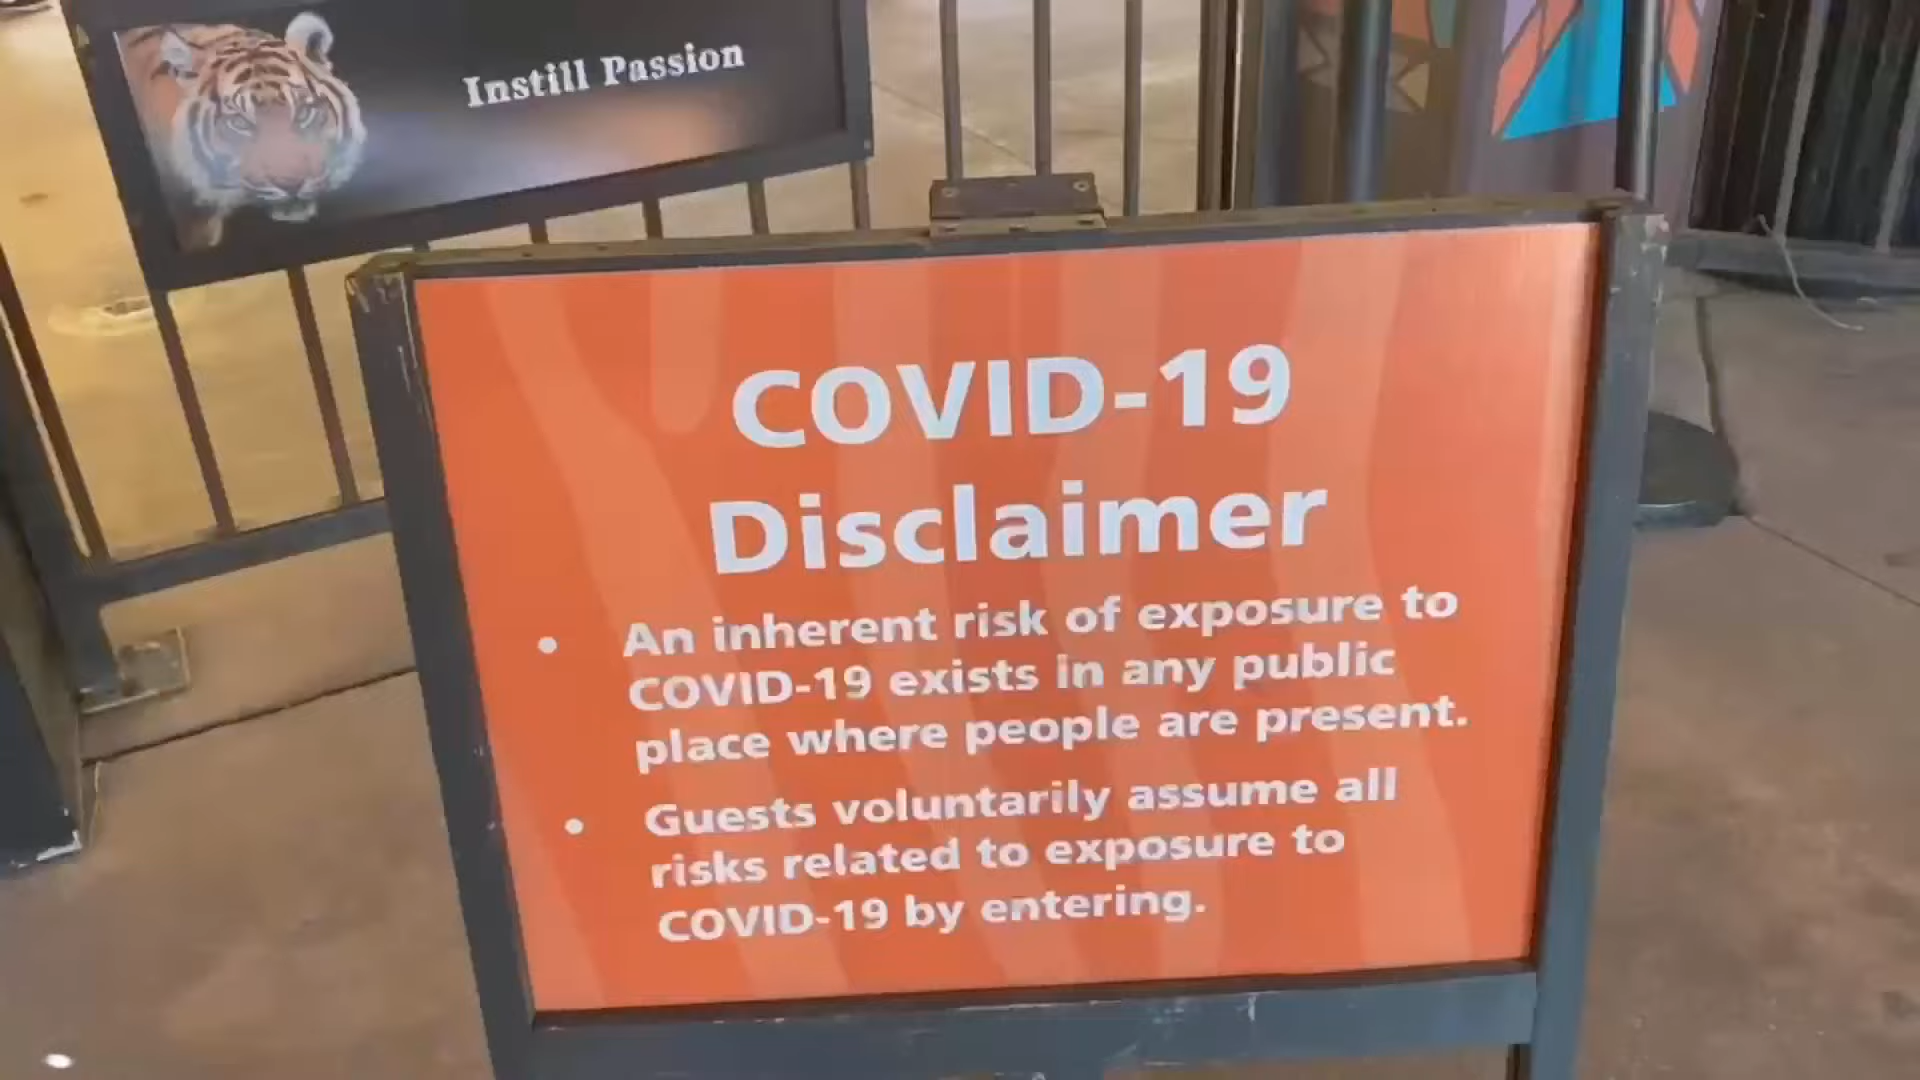 Instill Passion
COVID-19
Disclaimer
• An inherent risk of exposure to
COVID-19 exists in any public
place where people are present.
• Guests voluntarily assume all
risks related to exposure to
COVID-19 by entering.